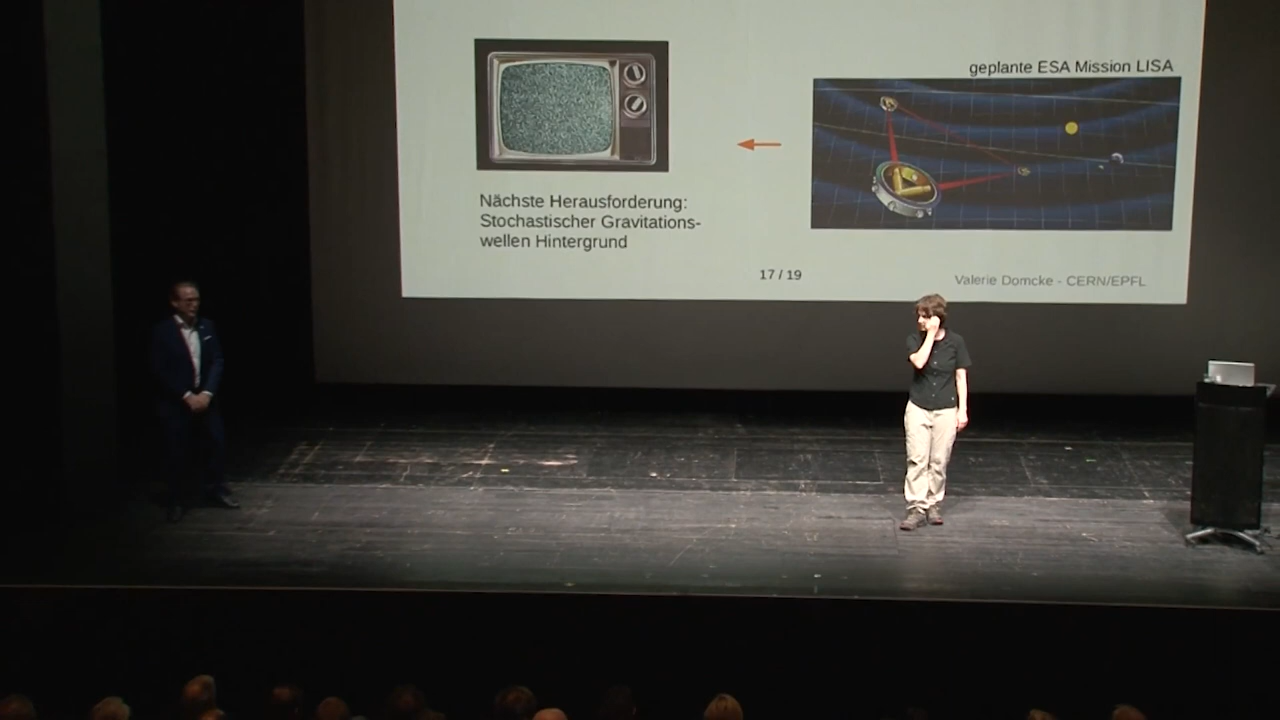 geplante ESA Mission LISA
Nächste Herausforderung:
Stochastischer Gravitations-
wellen Hintergrund
17 / 19
Valerie Domcke - CERN/EPFL